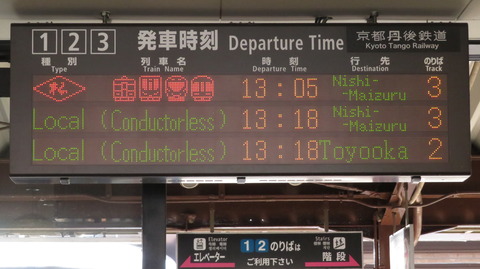 1 2 3 発車時刻 Departure Time 京都丹後鉄道
Kyoto Tango Railway
種別 列車名 時刻 行先 のりば
Type Train Name Departure Time Destination Track
13:05 Nishi-
-Maizuru 3
Local (Conductorless) 13:18 Nishi-
-Maizuru 3
Local (Conductorless) 13:18 Toyooka 2
Elevator Stairs
エレベーター 1 2 のりばは
ご利用下さい 階段